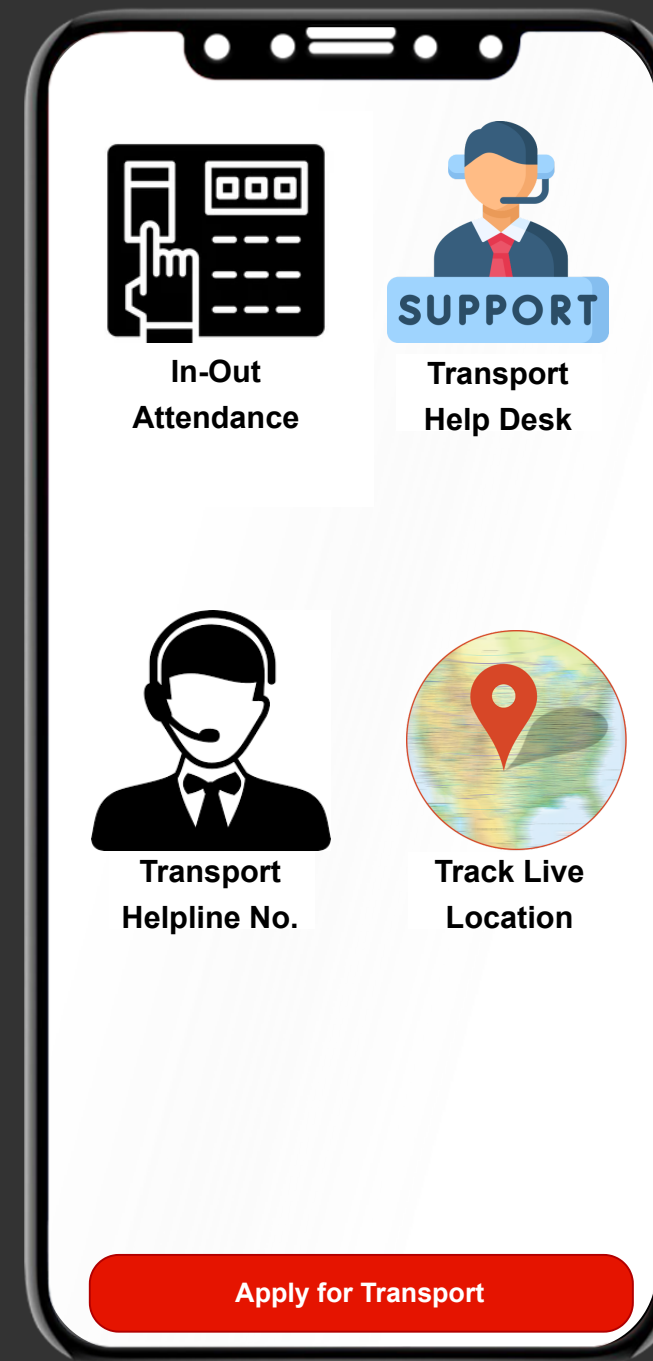 SUPPORT
In-Out
Attendance
Transport
Help Desk
Transport
Helpline No.
Track Live
Location
Apply for Transport